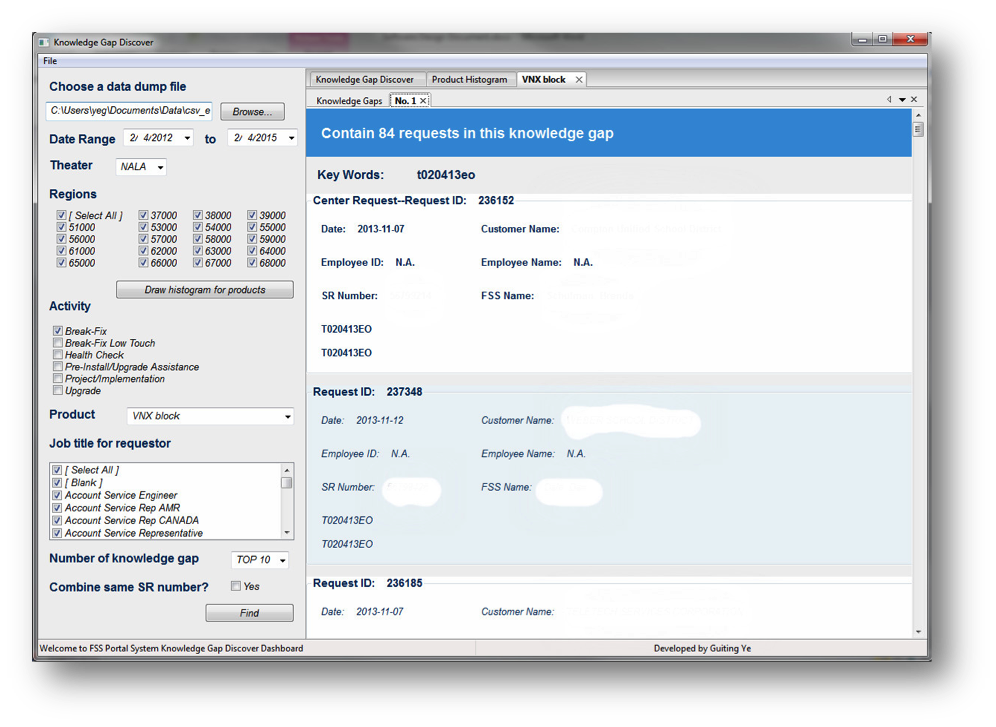 Knowledge Gap Discover
File
Choose a data dump file
C:\Users\yeg\Documents\Data\csv_e Browse...
Date Range 2/ 4/2012 to 2/ 4/2015
Theater NALA
Regions
[ Select All ] 37000 38000 39000
51000 53000 54000 55000
56000 57000 58000 59000
61000 62000 63000 64000
65000 66000 67000 68000
Draw histogram for products
Activity
Break-Fix
Break-Fix Low Touch
Health Check
Pre-Install/Upgrade Assistance
Project/Implementation
Upgrade
Product VNX block
Job title for requestor
[ Select All ]
[ Blank ]
Account Service Engineer
Account Service Rep AMR
Account Service Rep CANADA
Account Service Representative
Number of knowledge gap TOP 10
Combine same SR number? Yes
Find
Knowledge Gap Discover Product Histogram VNX block
Knowledge Gaps No. 1
Contain 84 requests in this knowledge gap
Key Words: t020413eo
Center Request--Request ID: 236152
Date: 2013-11-07 Customer Name:
Employee ID: N.A. Employee Name: N.A.
SR Number: FSS Name:
T020413EO
T020413EO
Request ID: 237348
Date: 2013-11-12 Customer Name:
Employee ID: N.A. Employee Name: N.A.
SR Number: FSS Name:
T020413EO
T020413EO
Request ID: 236185
Date: 2013-11-07 Customer Name:
Welcome to FSS Portal System Knowledge Gap Discover Dashboard Developed by Guiting Ye